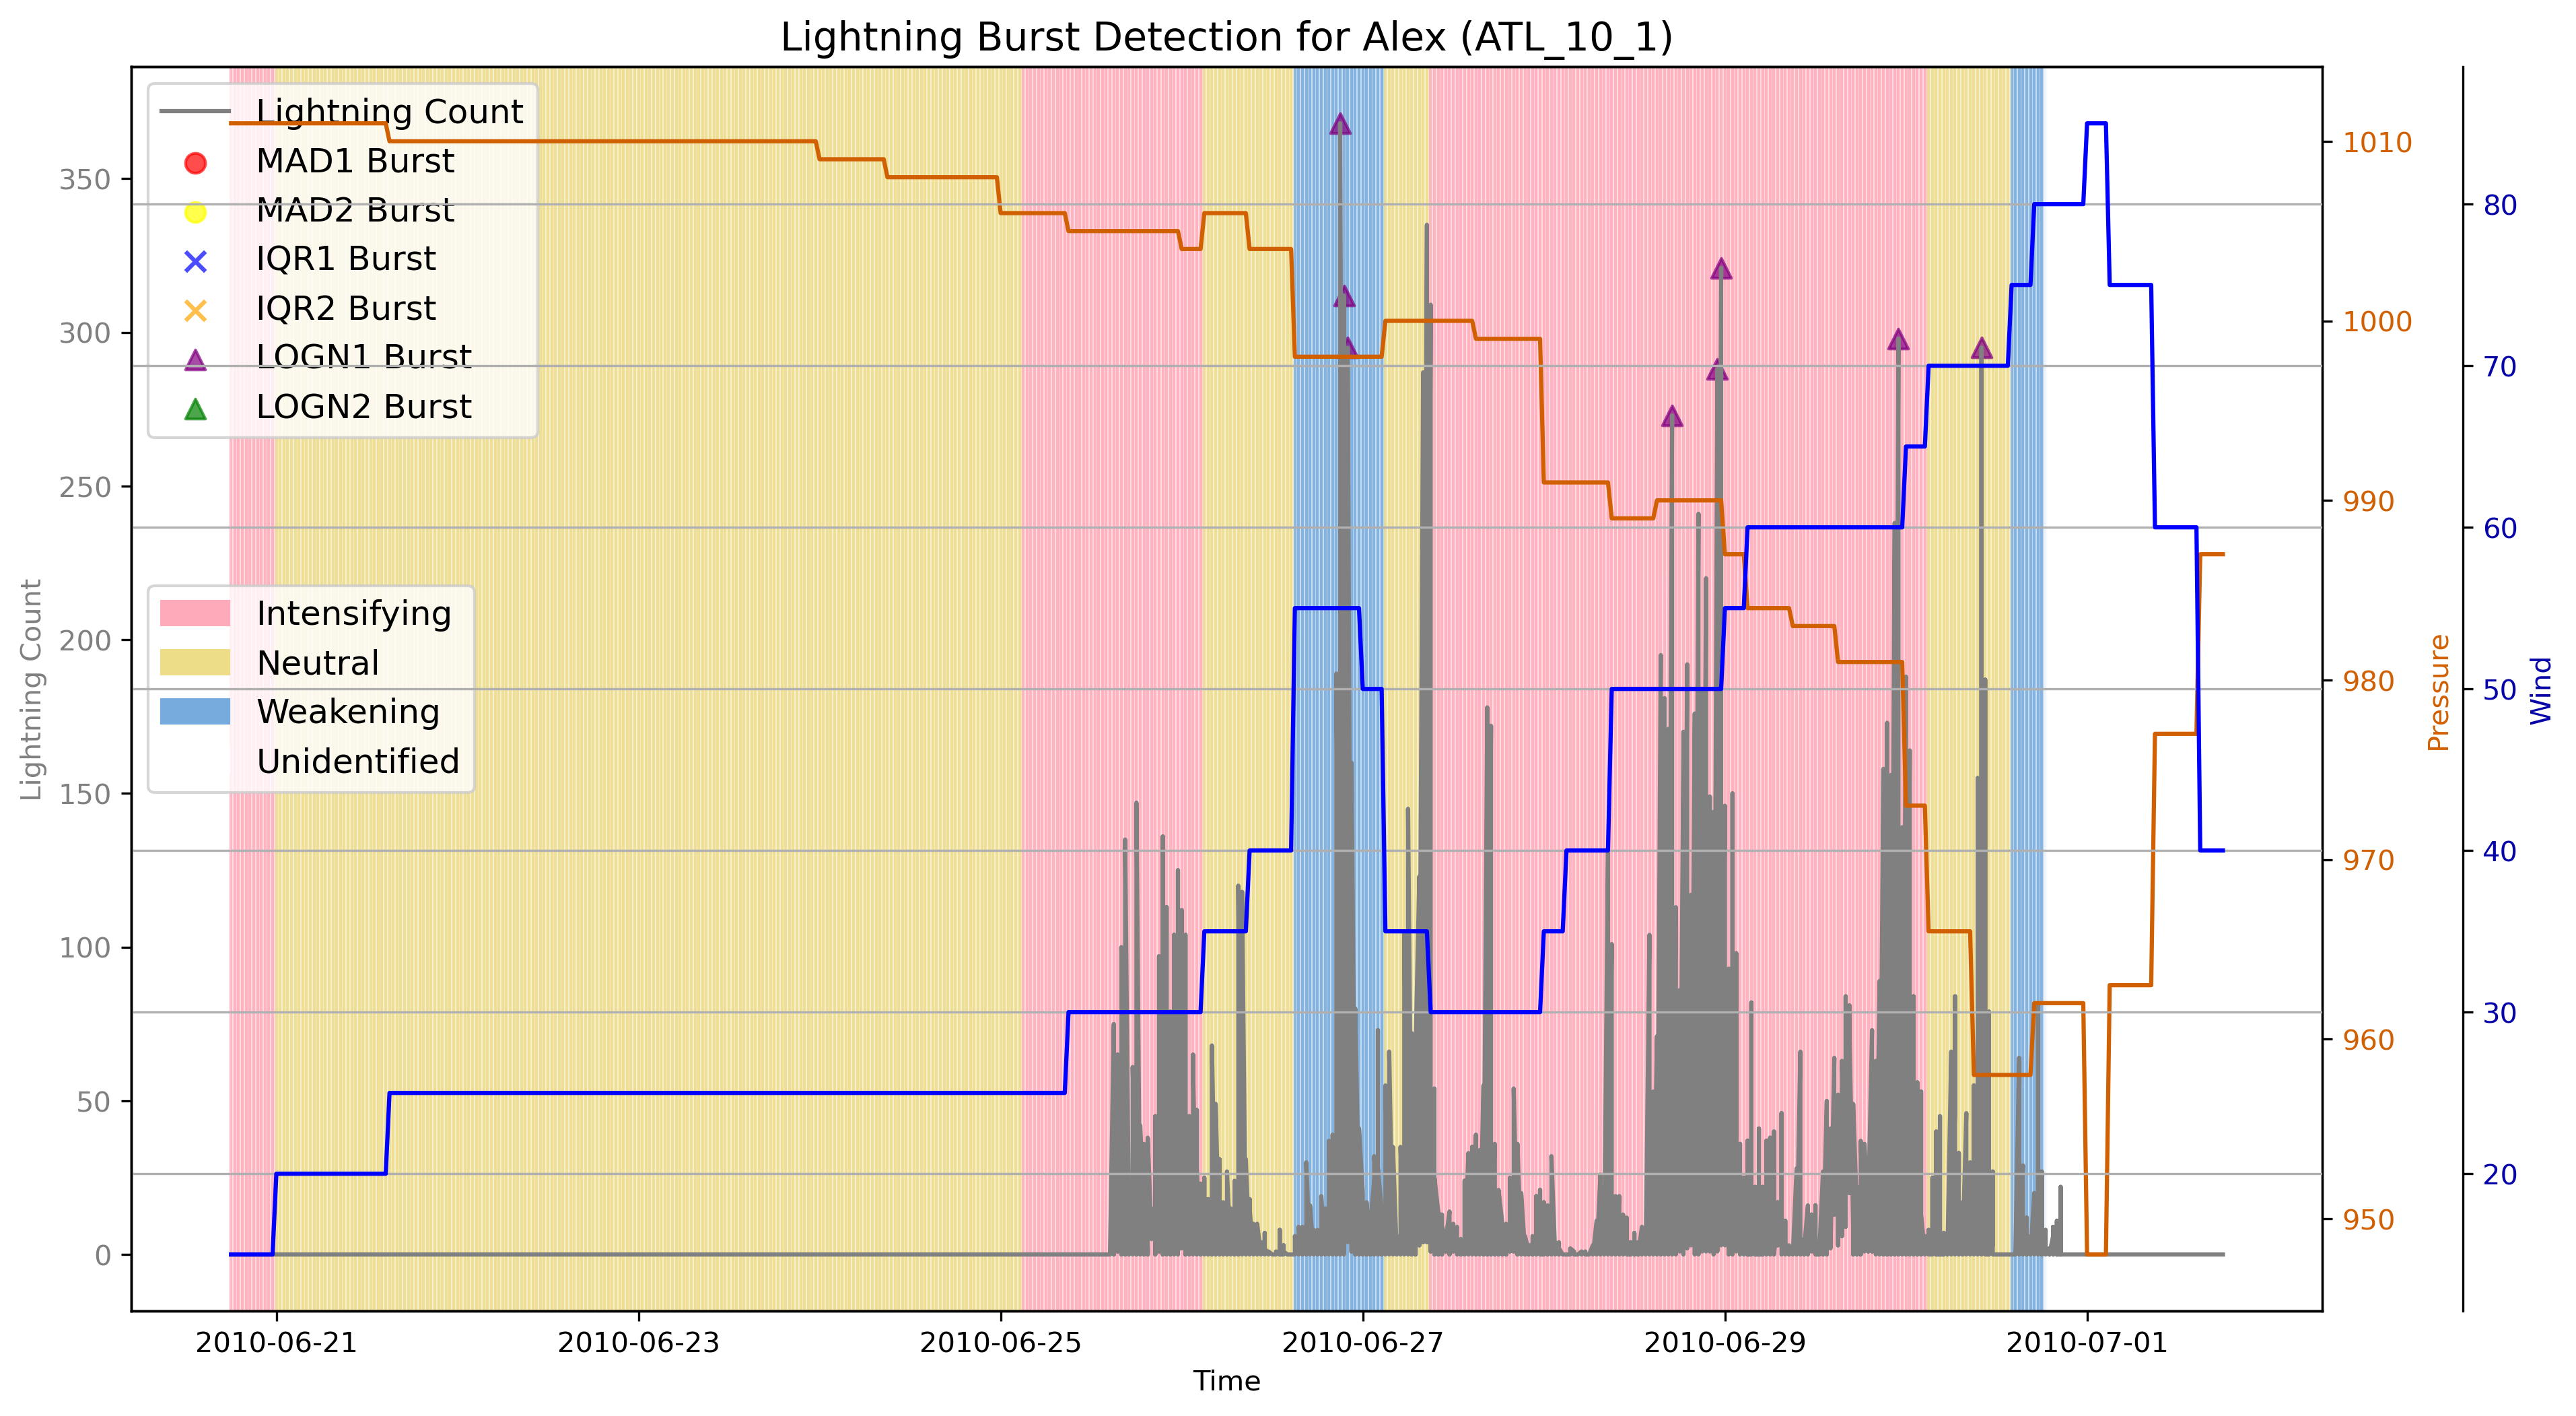 Lightning Burst Detection for Alex (ATL_10_1)
Lightning Count
MAD1 Burst
MAD2 Burst
IQR1 Burst
IQR2 Burst
LOGN1 Burst
LOGN2 Burst
Intensifying
Neutral
Weakening
Unidentified
Lightning Count
350
300
250
200
150
100
50
0
1010
1000
990
980
970
960
950
Pressure
80
70
60
50
40
30
20
Wind
2010-06-21
2010-06-23
2010-06-25
2010-06-27
2010-06-29
2010-07-01
Time